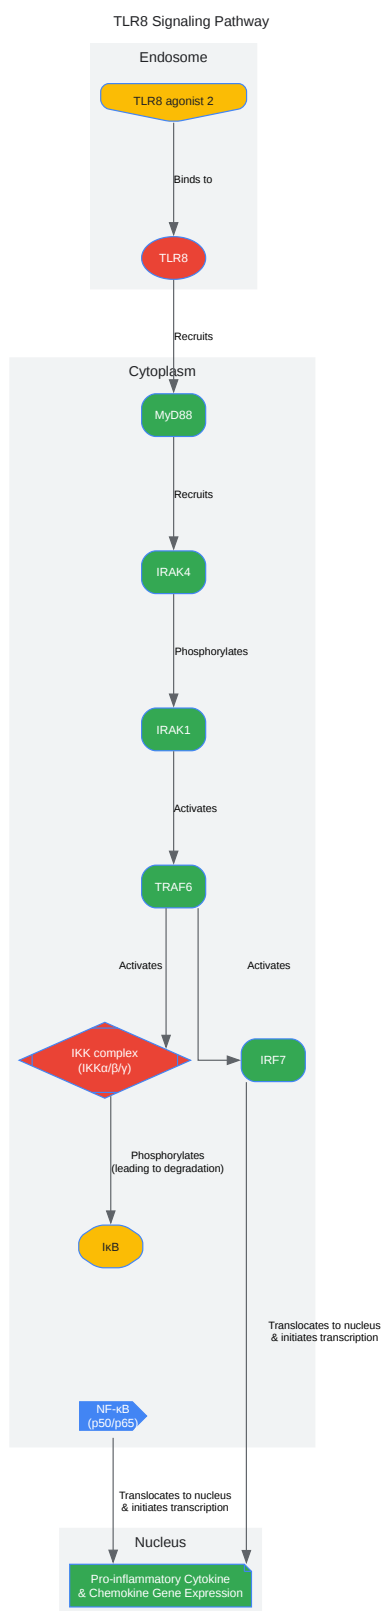 TLR8 Signaling Pathway
Endosome
TLR8 agonist 2
Binds to
TLR8
Recruits
Cytoplasm
MyD88
Recruits
IRAK4
Phosphorylates
IRAK1
Activates
TRAF6
Activates
Activates
IKK complex
(IKKα/β/γ)
IRF7
Phosphorylates
(leading to degradation)
IκB
Translocates to nucleus
& initiates transcription
NF-κB
(p50/p65)
Translocates to nucleus
& initiates transcription
Nucleus
Pro-inflammatory Cytokine
& Chemokine Gene Expression